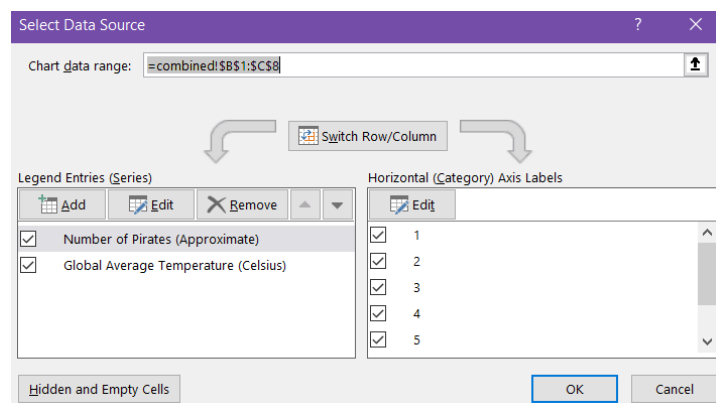 Select Data Source ? ×
Chart data range: =combined!$B$1:$C$8
Switch Row/Column
Legend Entries (Series)
Add Edit Remove
Number of Pirates (Approximate)
Global Average Temperature (Celsius)
Horizontal (Category) Axis Labels
Edit
1
2
3
4
5
Hidden and Empty Cells
OK Cancel